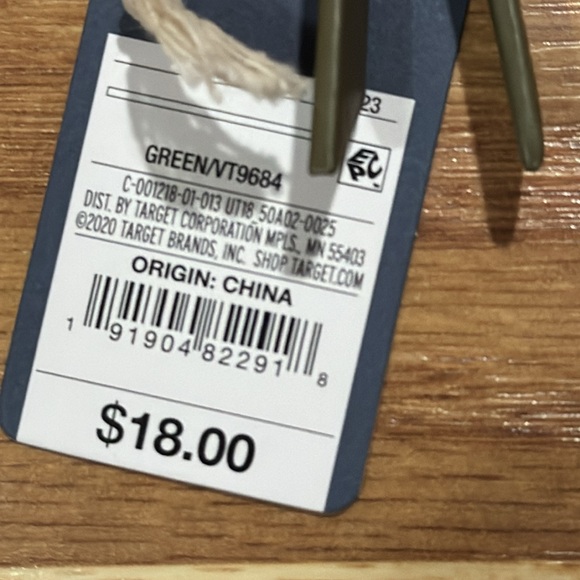 23
GREEN/VT9684
EPC
C-001218-01-013 UT18 50A02-0025
DIST. BY TARGET CORPORATION MPLS., MN 55403
©2020 TARGET BRANDS, INC. SHOP TARGET.COM
ORIGIN: CHINA
1 91904 82291 8
$18.00